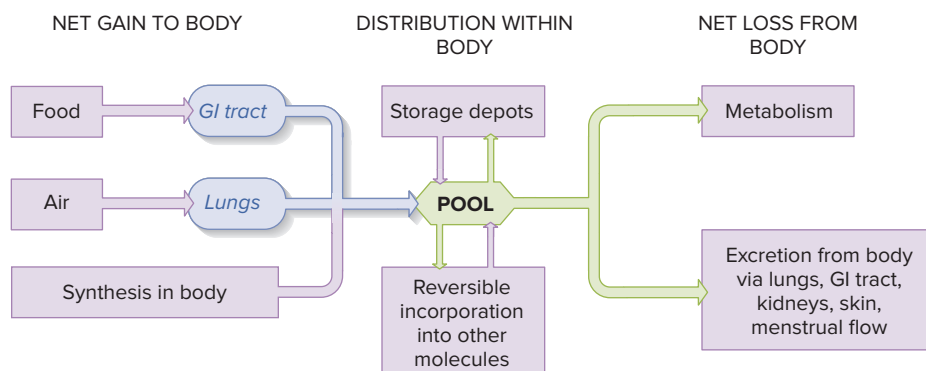 NET GAIN TO BODY
DISTRIBUTION WITHIN
BODY
NET LOSS FROM
BODY
Food
GI tract
Storage depots
Metabolism
Air
Lungs
POOL
Synthesis in body
Reversible
incorporation
into other
molecules
Excretion from body
via lungs, GI tract,
kidneys, skin,
menstrual flow